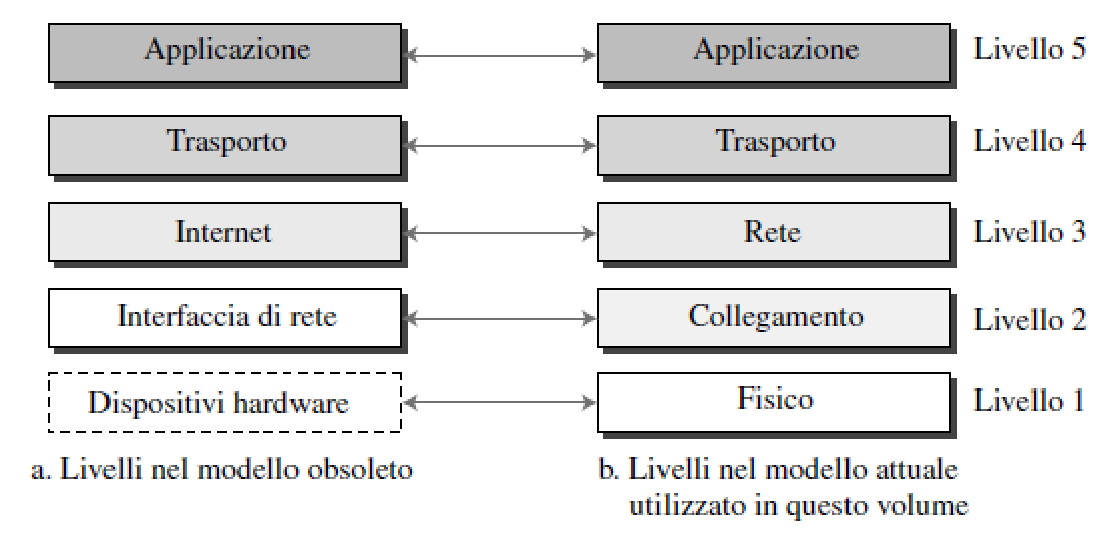 Applicazione Applicazione Livello 5
Trasporto Trasporto Livello 4
Internet Rete Livello 3
Interfaccia di rete Collegamento Livello 2
Dispositivi hardware Fisico Livello 1
a. Livelli nel modello obsoleto b. Livelli nel modello attuale
utilizzato in questo volume